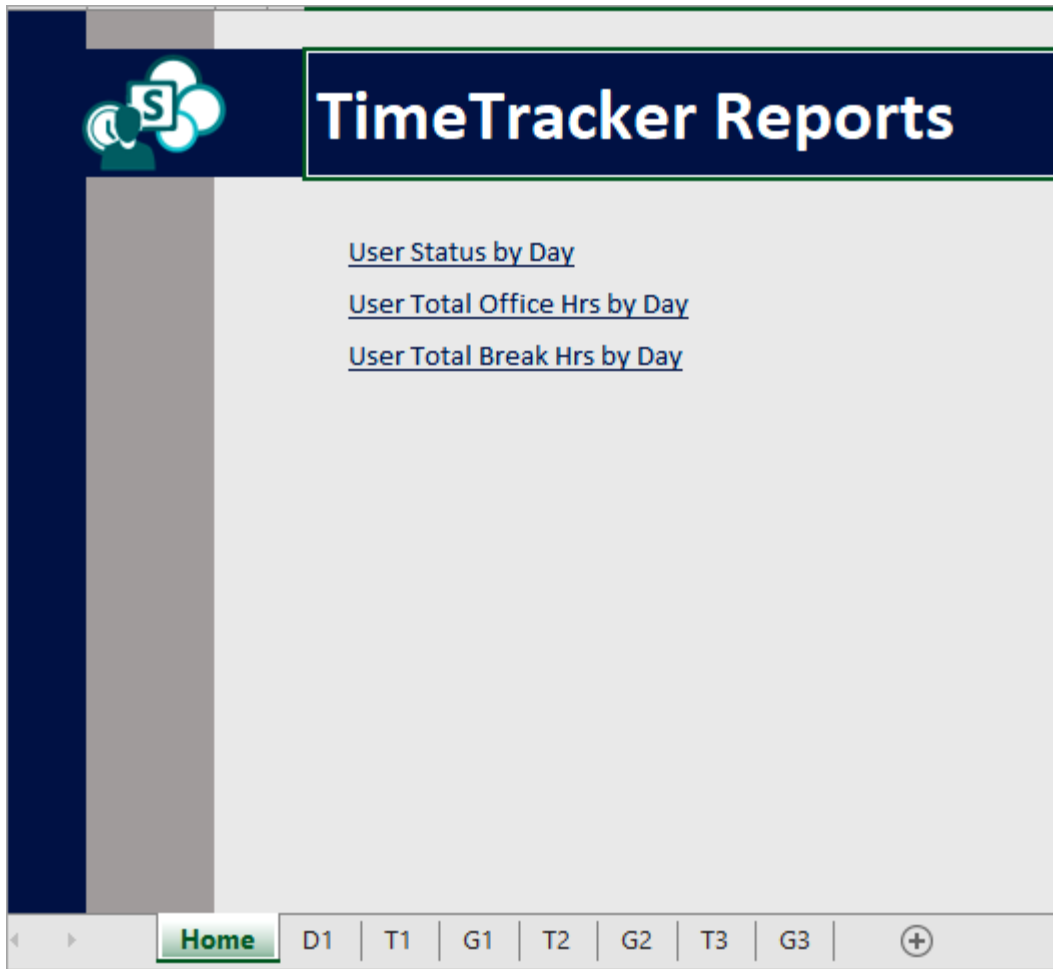 S
TimeTracker Reports
User Status by Day
User Total Office Hrs by Day
User Total Break Hrs by Day
Home D1 T1 G1 T2 G2 T3 G3